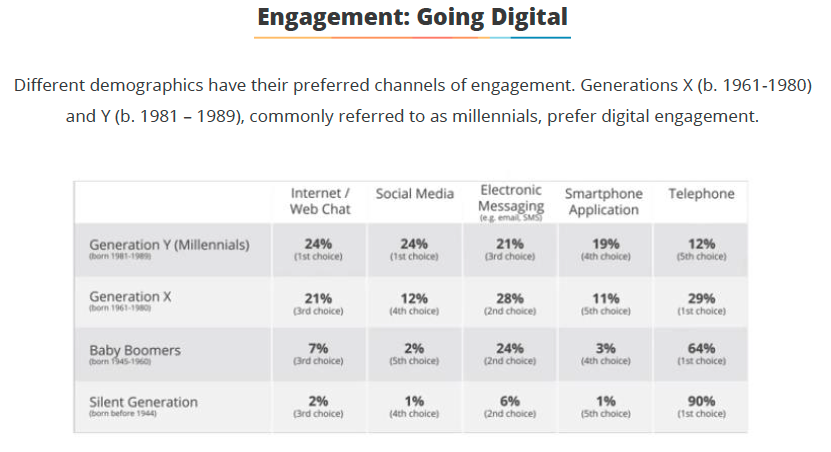 Engagement: Going Digital
Different demographics have their preferred channels of engagement. Generations X (b. 1961-1980)
and Y (b. 1981 – 1989), commonly referred to as millennials, prefer digital engagement.
Internet / Web Chat
Social Media
Electronic Messaging (e.g. email, SMS)
Smartphone Application
Telephone
Generation Y (Millennials)
(born 1981-1989)
24% 24% 21% 19% 12%
(1st choice) (1st choice) (3rd choice) (4th choice) (5th choice)
Generation X
(born 1961-1980)
21% 12% 28% 11% 29%
(3rd choice) (4th choice) (2nd choice) (5th choice) (1st choice)
Baby Boomers
(born 1945-1960)
7% 2% 24% 3% 64%
(3rd choice) (5th choice) (2nd choice) (4th choice) (1st choice)
Silent Generation
(born before 1944)
2% 1% 6% 1% 90%
(3rd choice) (4th choice) (2nd choice) (5th choice) (1st choice)